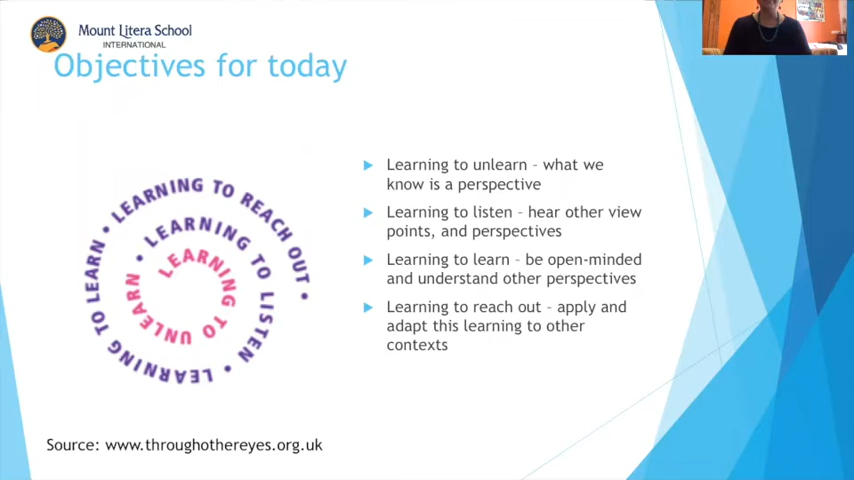 Mount Litera School
INTERNATIONAL
Objectives for today
LEARNING TO UNLEARN • LEARNING TO LISTEN • LEARNING TO LEARN • LEARNING TO REACH OUT •
Learning to unlearn – what we
know is a perspective
Learning to listen – hear other view
points, and perspectives
Learning to learn – be open-minded
and understand other perspectives
Learning to reach out – apply and
adapt this learning to other
contexts
Source: www.throughothereyes.org.uk